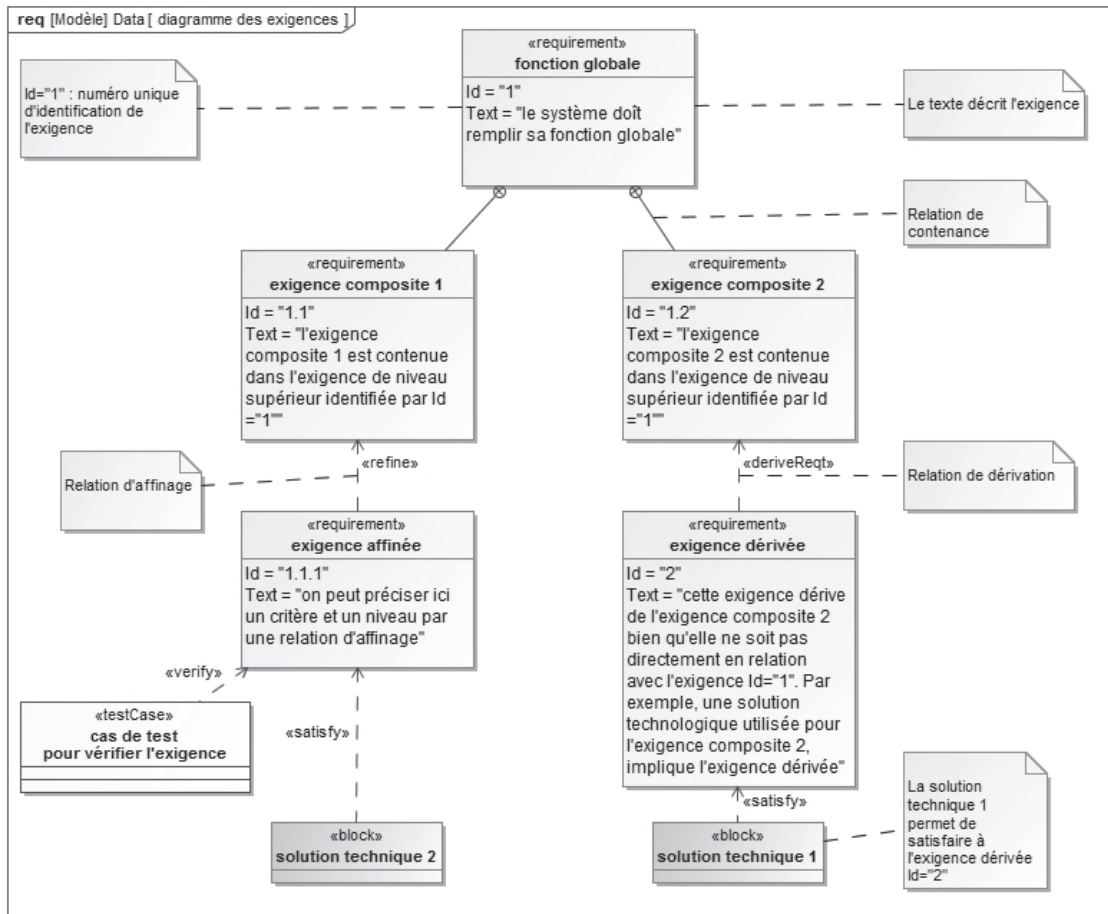 req [Modèle] Data [ diagramme des exigences ]
«requirement»
fonction globale
Id = "1"
Text = "le système doît
remplir sa fonction globale"
Id="1" : numéro unique
d'identification de
l'exigence
Le texte décrit l'exigence
Relation de
contenance
«requirement»
exigence composite 1
Id = "1.1"
Text = "l'exigence
composite 1 est contenue
dans l'exigence de niveau
supérieur identifiée par Id
="1""
«requirement»
exigence composite 2
Id = "1.2"
Text = "l'exigence
composite 2 est contenue
dans l'exigence de niveau
supérieur identifiée par Id
="1""
«refine»
Relation d'affinage
«deriveReqt»
Relation de dérivation
«requirement»
exigence affinée
Id = "1.1.1"
Text = "on peut préciser ici
un critère et un niveau par
une relation d'affinage"
«requirement»
exigence dérivée
Id = "2"
Text = "cette exigence dérive
de l'exigence composite 2
bien qu'elle ne soit pas
directement en relation
avec l'exigence Id="1". Par
exemple, une solution
technologique utilisée pour
l'exigence composite 2,
implique l'exigence dérivée"
«verify»
«testCase»
cas de test
pour vérifier l'exigence
«satisfy»
«block»
solution technique 2
«satisfy»
«block»
solution technique 1
La solution
technique 1
permet de
satisfaire à
l'exigence dérivée
Id="2"